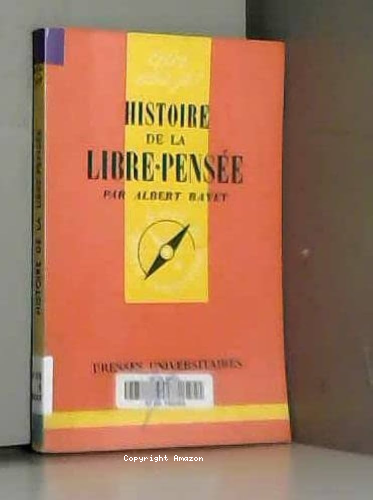 HISTOIRE
DE LA
LIBRE-PENSÉE
PAR ALBERT BAYET
PRESSES UNIVERSITAIRES
HISTOIRE DE LA LIBRE-PENSÉE
Copyright Amazon